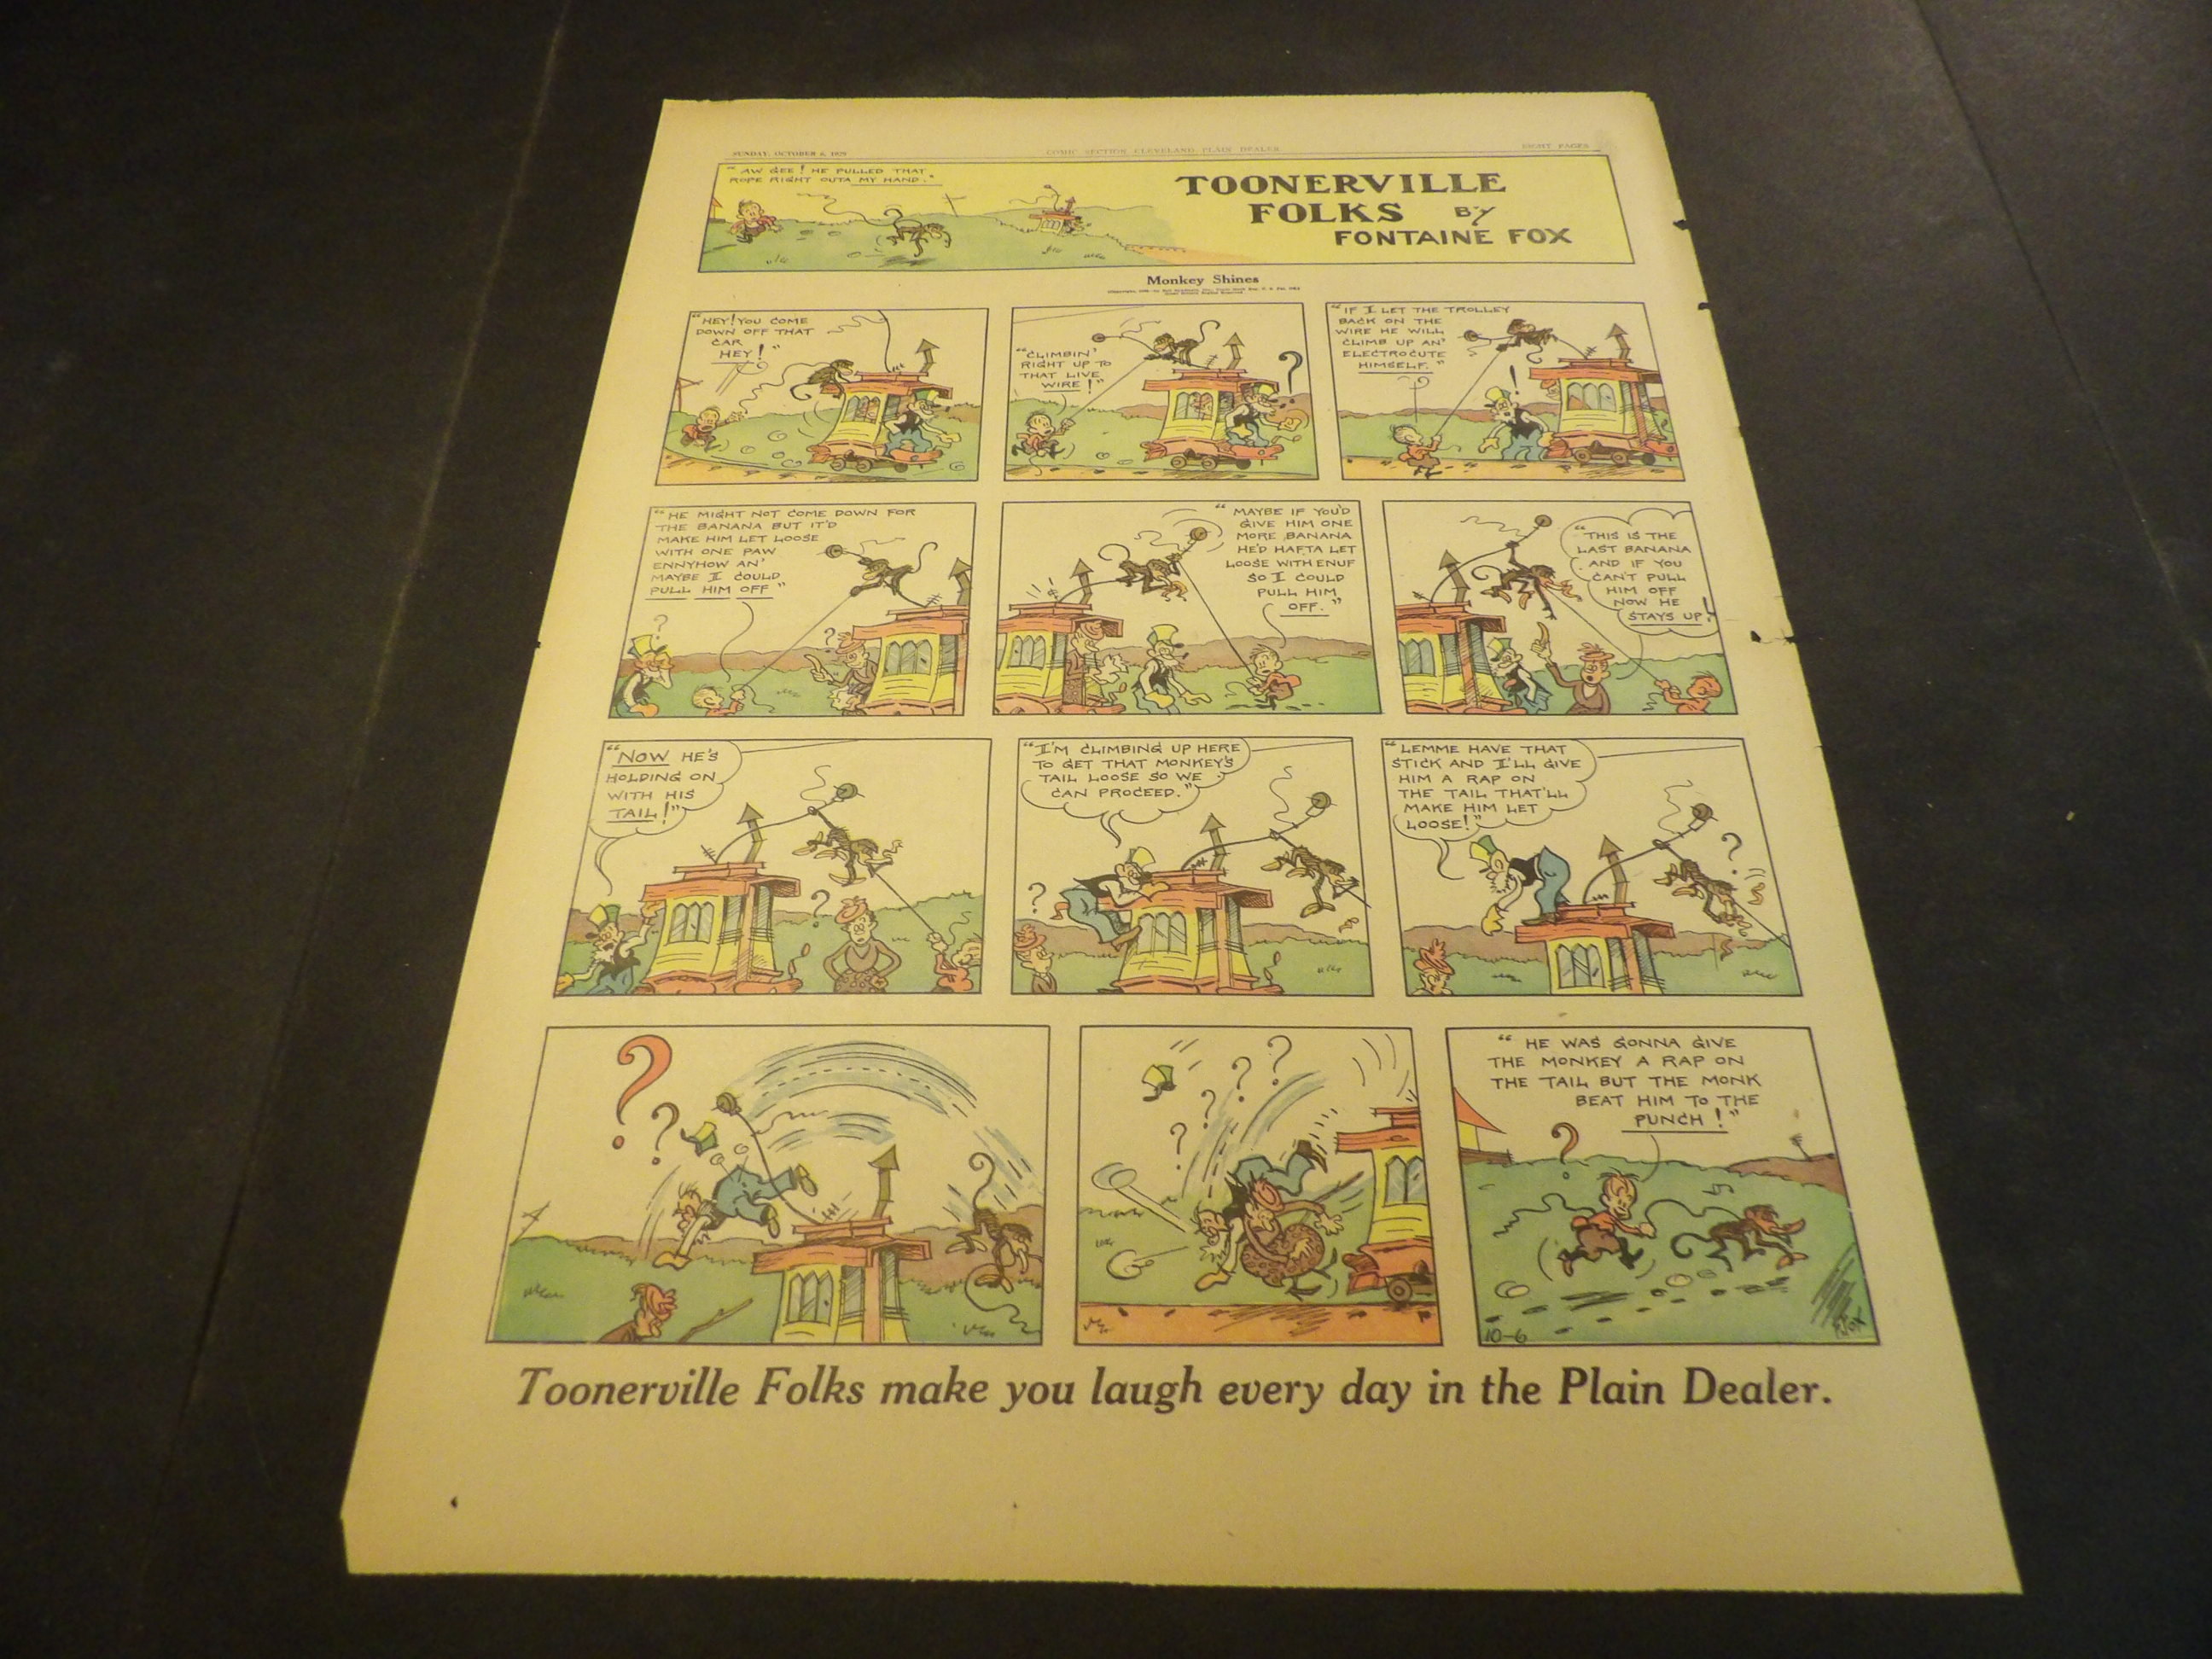 SUNDAY, OCTOBER 6, 1929
COMIC SECTION CLEVELAND PLAIN DEALER
EIGHT PAGES
"AW GEE! HE PULLED THAT
ROPE RIGHT OUTA MY HAND."
TOONERVILLE
FOLKS BY
FONTAINE FOX
Monkey Shines
"HEY! YOU COME
DOWN OFF THAT
CAR
HEY!"
"CLIMBIN'
RIGHT UP TO
THAT LIVE
WIRE!"
?
"IF I LET THE TROLLEY
BACK ON THE
WIRE HE WILL
CLIMB UP AN'
ELECTROCUTE
HIMSELF."
!
"HE MIGHT NOT COME DOWN FOR
THE BANANA BUT IT'D
MAKE HIM LET LOOSE
WITH ONE PAW
ENNYHOW AN'
MAYBE I COULD
PULL HIM OFF"
?
?
"MAYBE IF YOU'D
GIVE HIM ONE
MORE BANANA
HE'D HAFTA LET
LOOSE WITH ENUF
SO I COULD
PULL HIM
OFF."
"THIS IS THE
LAST BANANA
AND IF YOU
CAN'T PULL
HIM OFF
NOW HE
STAYS UP!
"NOW HE'S
HOLDING ON
WITH HIS
TAIL!"
?
"I'M CLIMBING UP HERE
TO GET THAT MONKEY'S
TAIL LOOSE SO WE
CAN PROCEED."
?
"LEMME HAVE THAT
STICK AND I'LL GIVE
HIM A RAP ON
THE TAIL THAT'LL
MAKE HIM LET
LOOSE!"
?
? ?
? ? ? ?
"HE WAS GONNA GIVE
THE MONKEY A RAP ON
THE TAIL BUT THE MONK
BEAT HIM TO THE
PUNCH!"
?
10-6
FOX
Toonerville Folks make you laugh every day in the Plain Dealer.